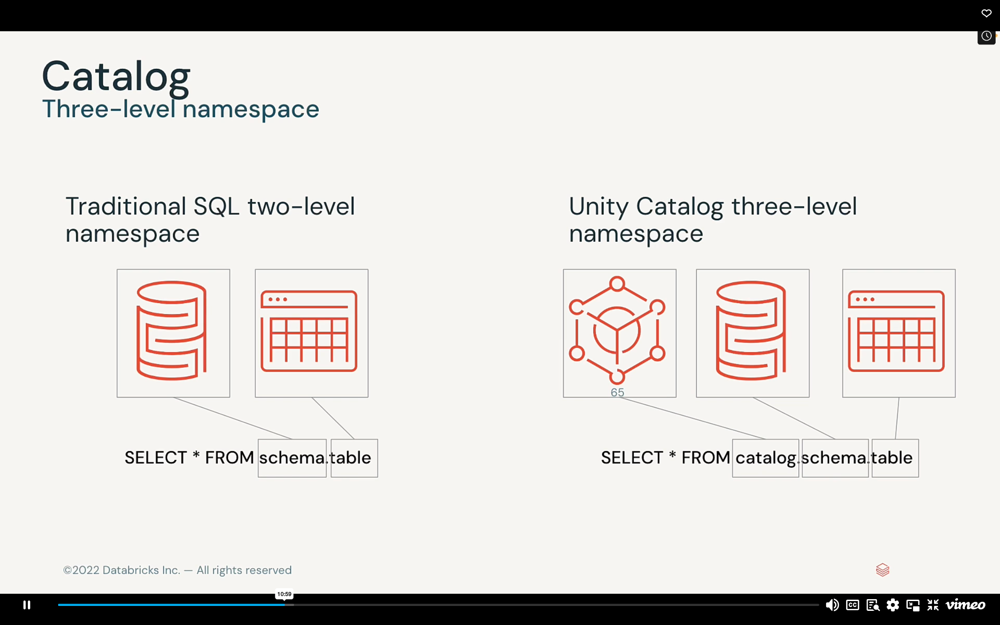 Catalog
Three-level namespace
Traditional SQL two-level
namespace
Unity Catalog three-level
namespace
65
SELECT * FROM schema.table
SELECT * FROM catalog.schema.table
©2022 Databricks Inc. — All rights reserved
10:59
CC
vimeo